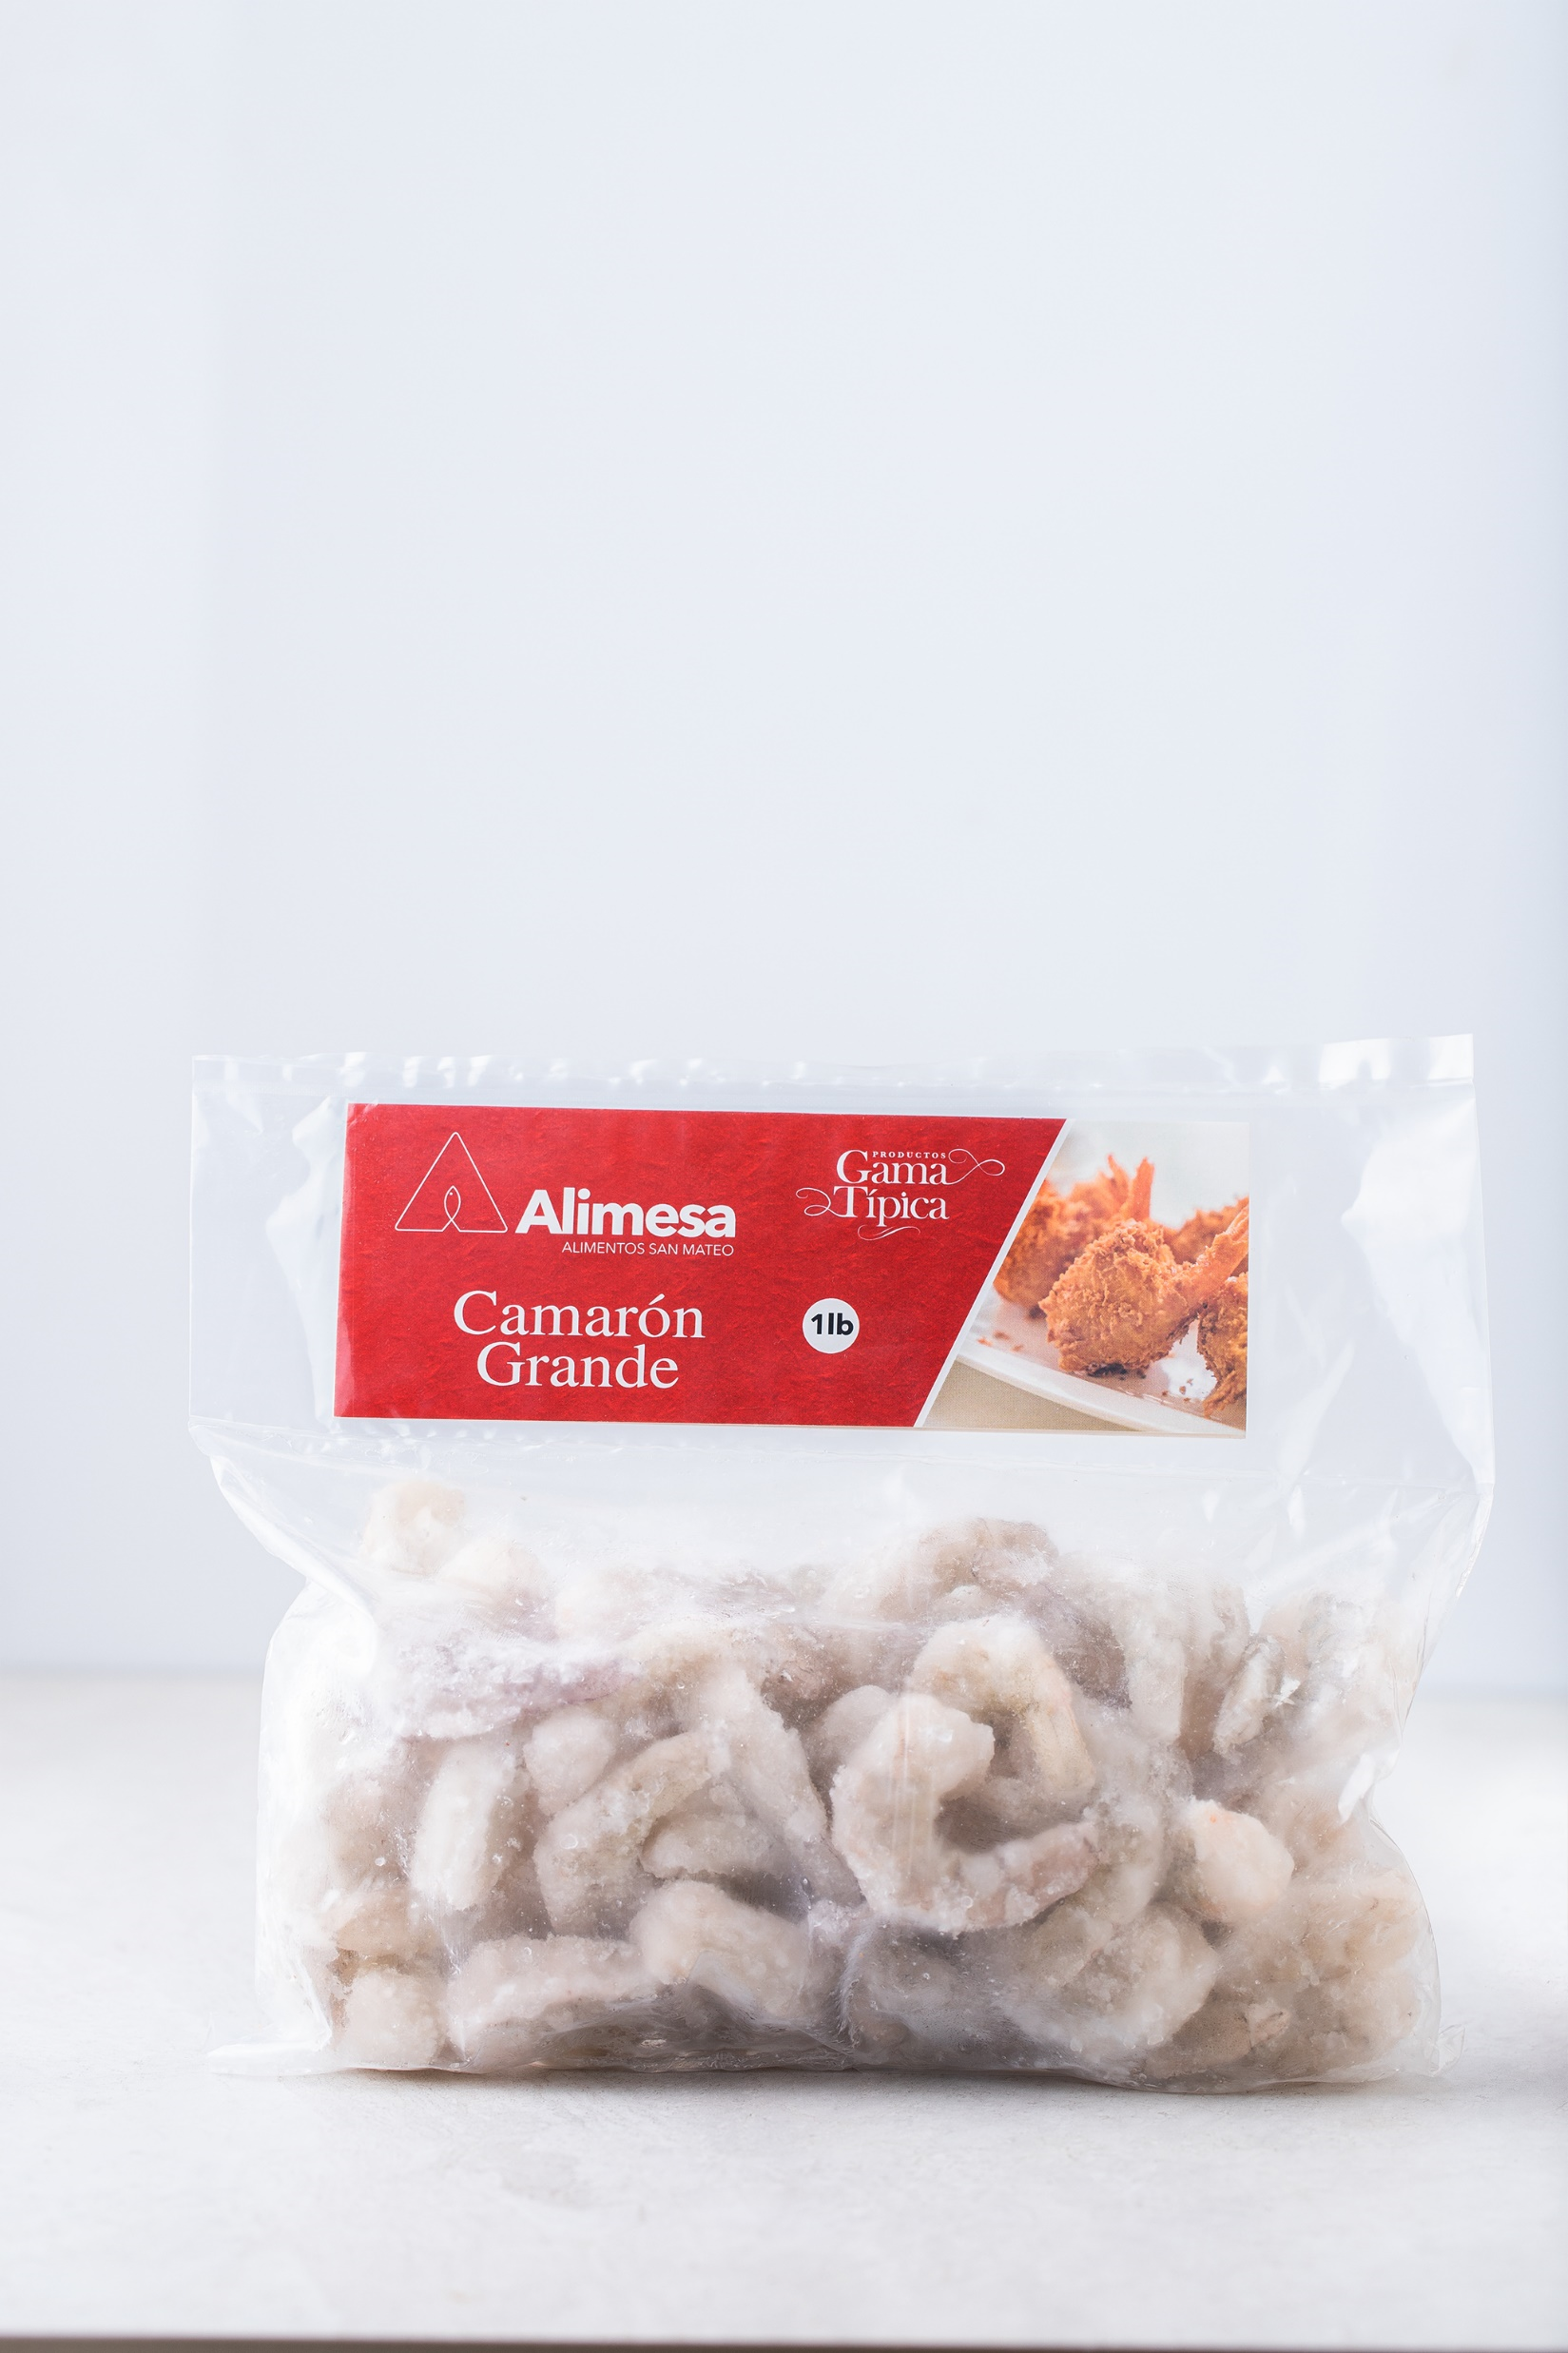 Alimesa
ALIMENTOS SAN MATEO
PRODUCTOS
Gama
Típica
Camarón
Grande
1lb